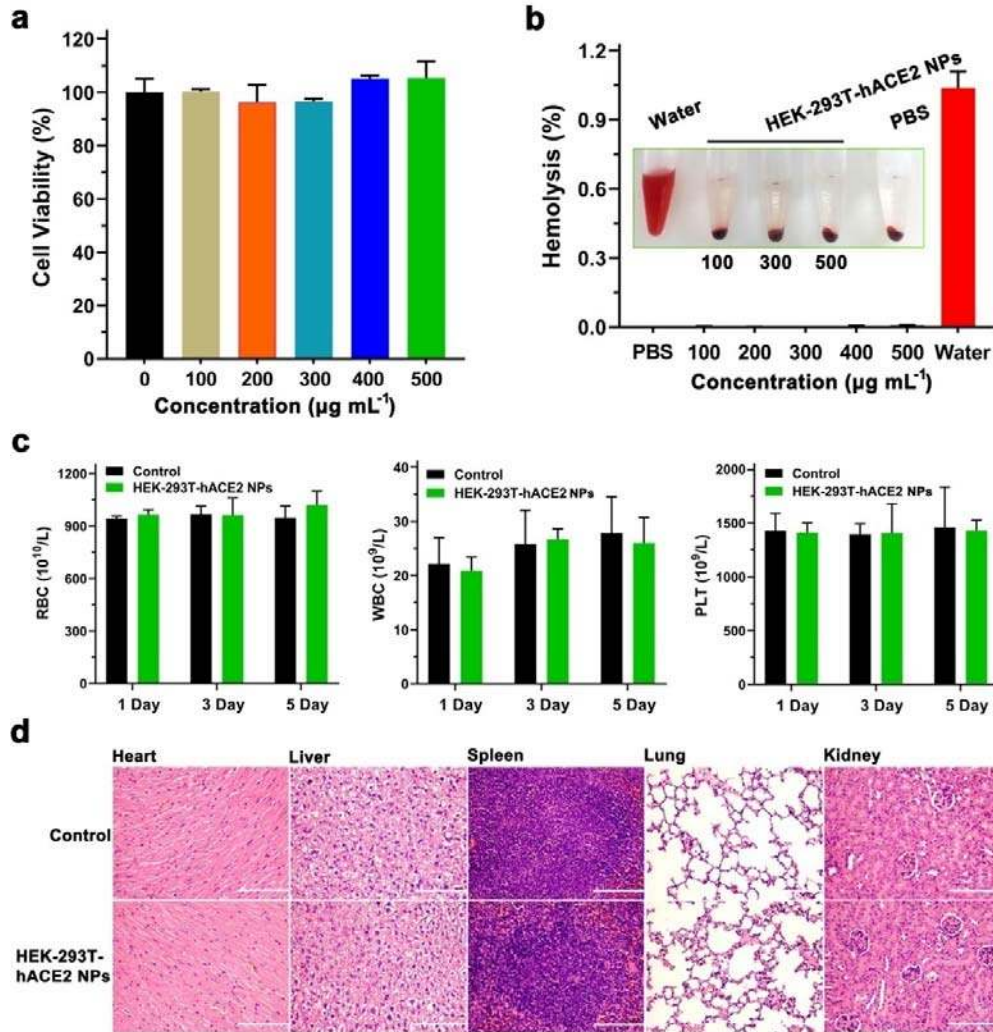 a
120
100
80
60
40
20
0
Cell Viability (%)
0 100 200 300 400 500
Concentration (µg mL⁻¹)
b
1.2
0.9
0.6
0.3
0.0
Hemolysis (%)
Water
HEK-293T-hACE2 NPs
PBS
100 300 500
PBS 100 200 300 400 500 Water
Concentration (µg mL⁻¹)
c
1200
900
600
300
0
RBC (10¹⁰/L)
Control
HEK-293T-hACE2 NPs
1 Day 3 Day 5 Day
40
30
20
10
0
WBC (10⁹/L)
Control
HEK-293T-hACE2 NPs
1 Day 3 Day 5 Day
2000
1500
1000
500
0
PLT (10⁹/L)
Control
HEK-293T-hACE2 NPs
1 Day 3 Day 5 Day
d
Heart Liver Spleen Lung Kidney
Control
HEK-293T-
hACE2 NPs